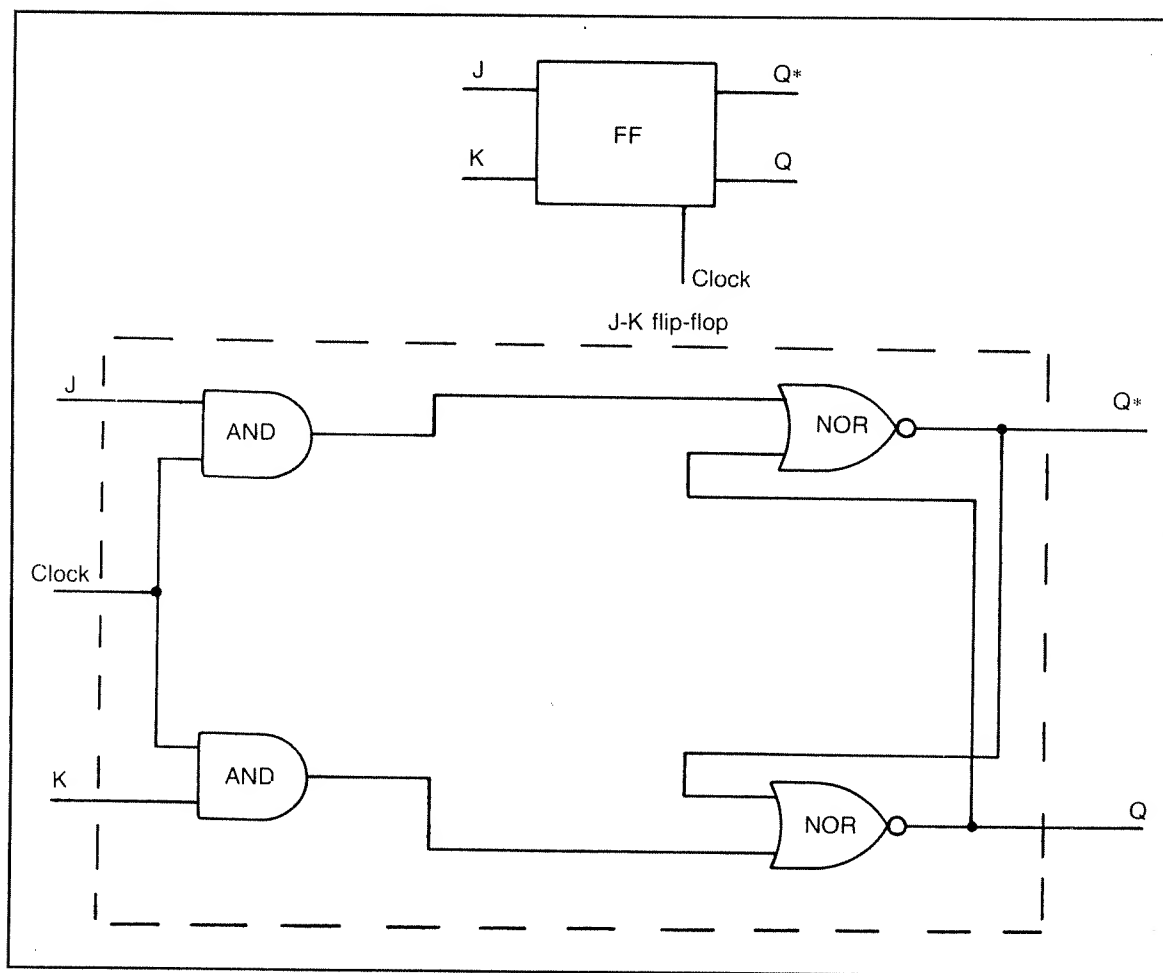 J
Q*
FF
K
Q
Clock
J-K flip-flop
J
AND
NOR
Q*
Clock
K
AND
NOR
Q